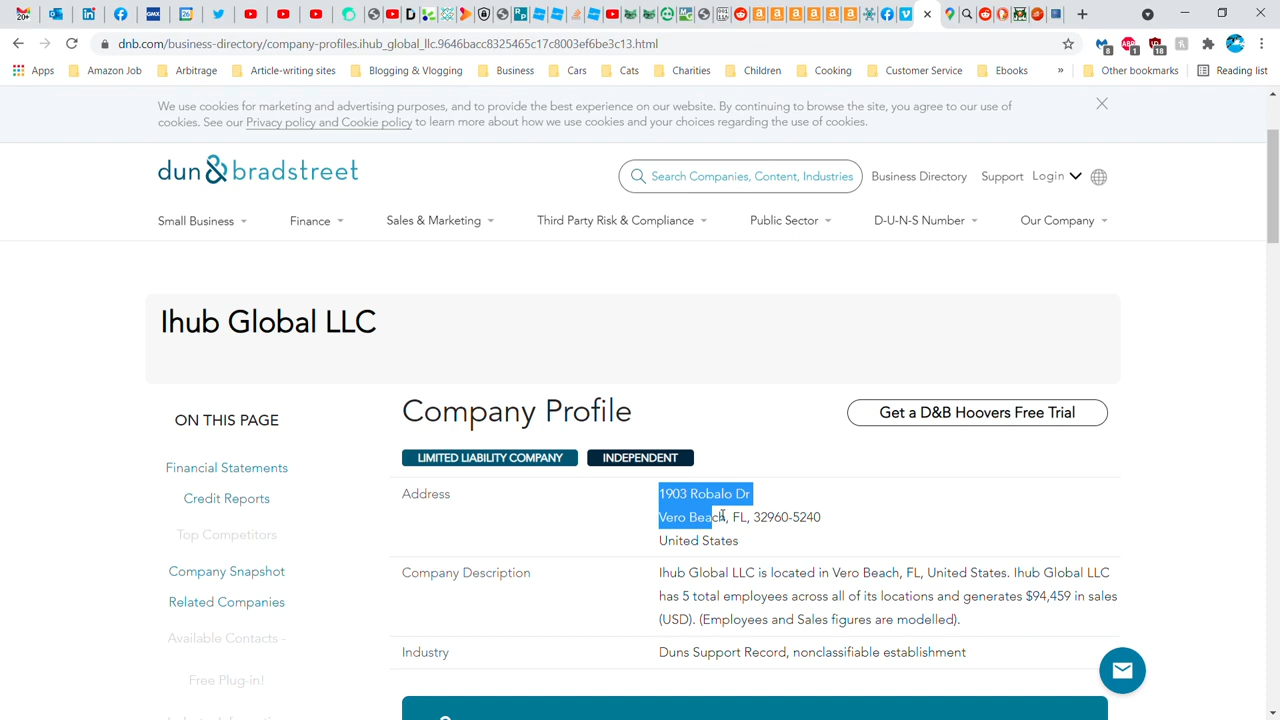 20+
GMX
26
dnb.com/business-directory/company-profiles.ihub_global_llc.9646bacc8325465c17c8003ef6be3c13.html
8
1
18
Apps
Amazon Job
Arbitrage
Article-writing sites
Blogging & Vlogging
Business
Cars
Cats
Charities
Children
Cooking
Customer Service
Ebooks
»
Other bookmarks
Reading list
We use cookies for marketing and advertising purposes, and to provide the best experience on our website. By continuing to browse the site, you agree to our use of
cookies. See our Privacy policy and Cookie policy to learn more about how we use cookies and your choices regarding the use of cookies.
dun & bradstreet
Search Companies, Content, Industries
Business Directory
Support
Login
Small Business
Finance
Sales & Marketing
Third Party Risk & Compliance
Public Sector
D-U-N-S Number
Our Company
Ihub Global LLC
ON THIS PAGE
Financial Statements
Credit Reports
Top Competitors
Company Snapshot
Related Companies
Available Contacts -
Free Plug-in!
Company Profile
Get a D&B Hoovers Free Trial
LIMITED LIABILITY COMPANY
INDEPENDENT
Address
1903 Robalo Dr
Vero Beach, FL, 32960-5240
United States
Company Description
Ihub Global LLC is located in Vero Beach, FL, United States. Ihub Global LLC
has 5 total employees across all of its locations and generates $94,459 in sales
(USD). (Employees and Sales figures are modelled).
Industry
Duns Support Record, nonclassifiable establishment